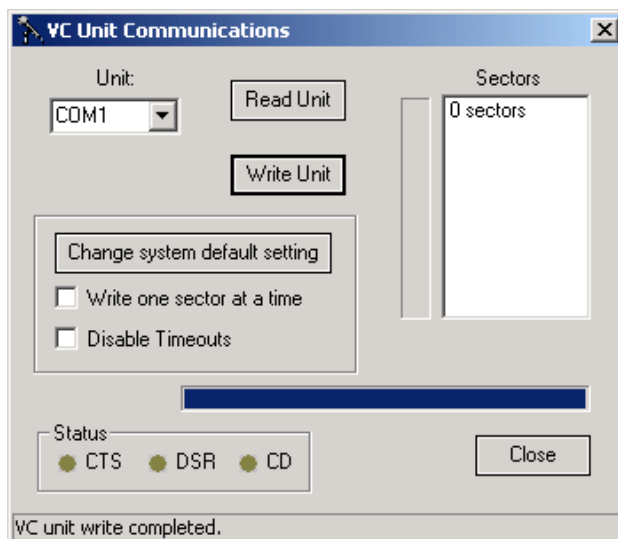 VC Unit Communications
Unit:
COM1
Read Unit
Write Unit
Sectors
0 sectors
Change system default setting
Write one sector at a time
Disable Timeouts
Status
CTS DSR CD
Close
VC unit write completed.